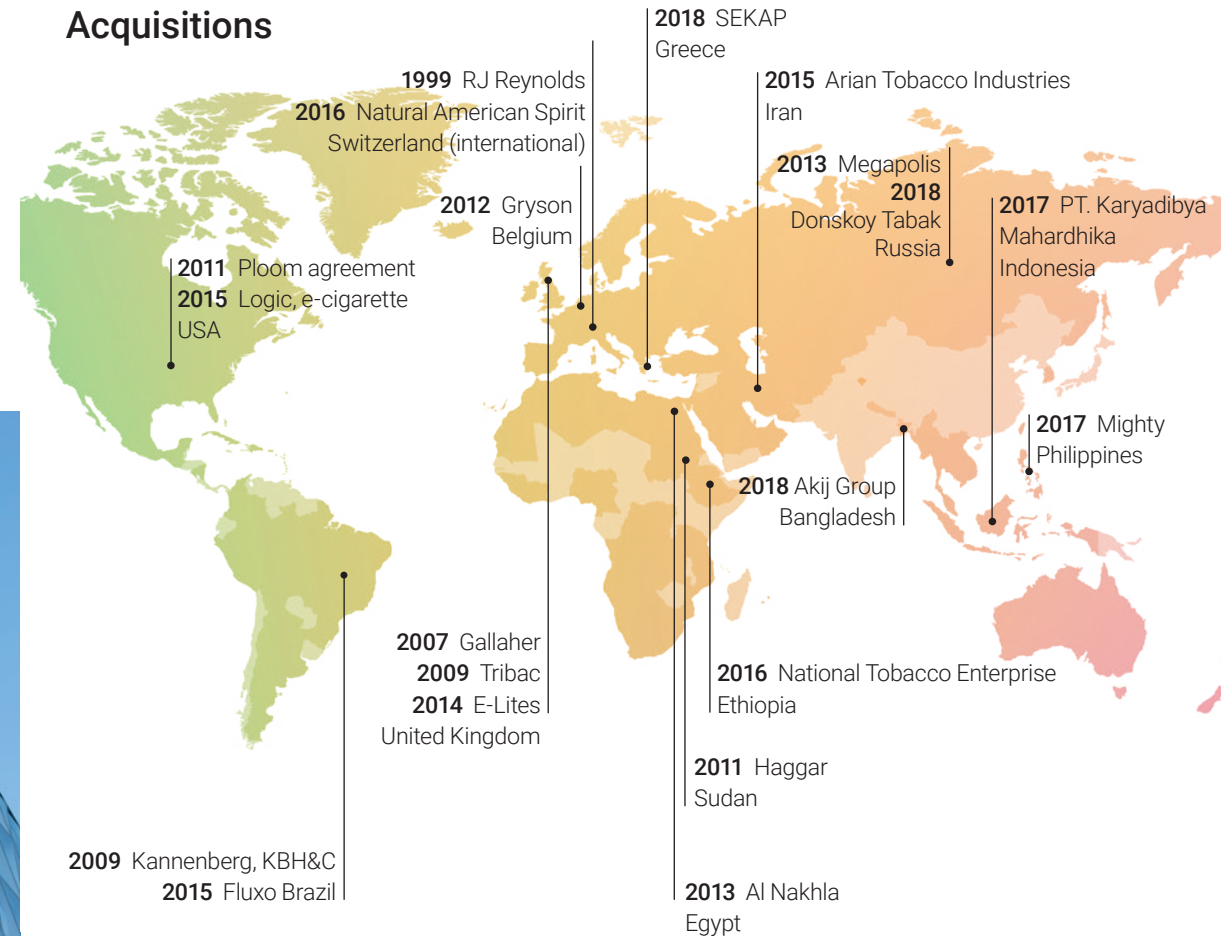 Acquisitions
2018 SEKAP
Greece
1999 RJ Reynolds
2016 Natural American Spirit
Switzerland (international)
2015 Arian Tobacco Industries
Iran
2013 Megapolis
2018
Donskoy Tabak
Russia
2012 Gryson
Belgium
2017 PT. Karyadibya
Mahardhika
Indonesia
2011 Ploom agreement
2015 Logic, e-cigarette
USA
2017 Mighty
Philippines
2018 Akij Group
Bangladesh
2007 Gallaher
2009 Tribac
2014 E-Lites
United Kingdom
2016 National Tobacco Enterprise
Ethiopia
2011 Haggar
Sudan
2009 Kannenberg, KBH&C
2015 Fluxo Brazil
2013 Al Nakhla
Egypt